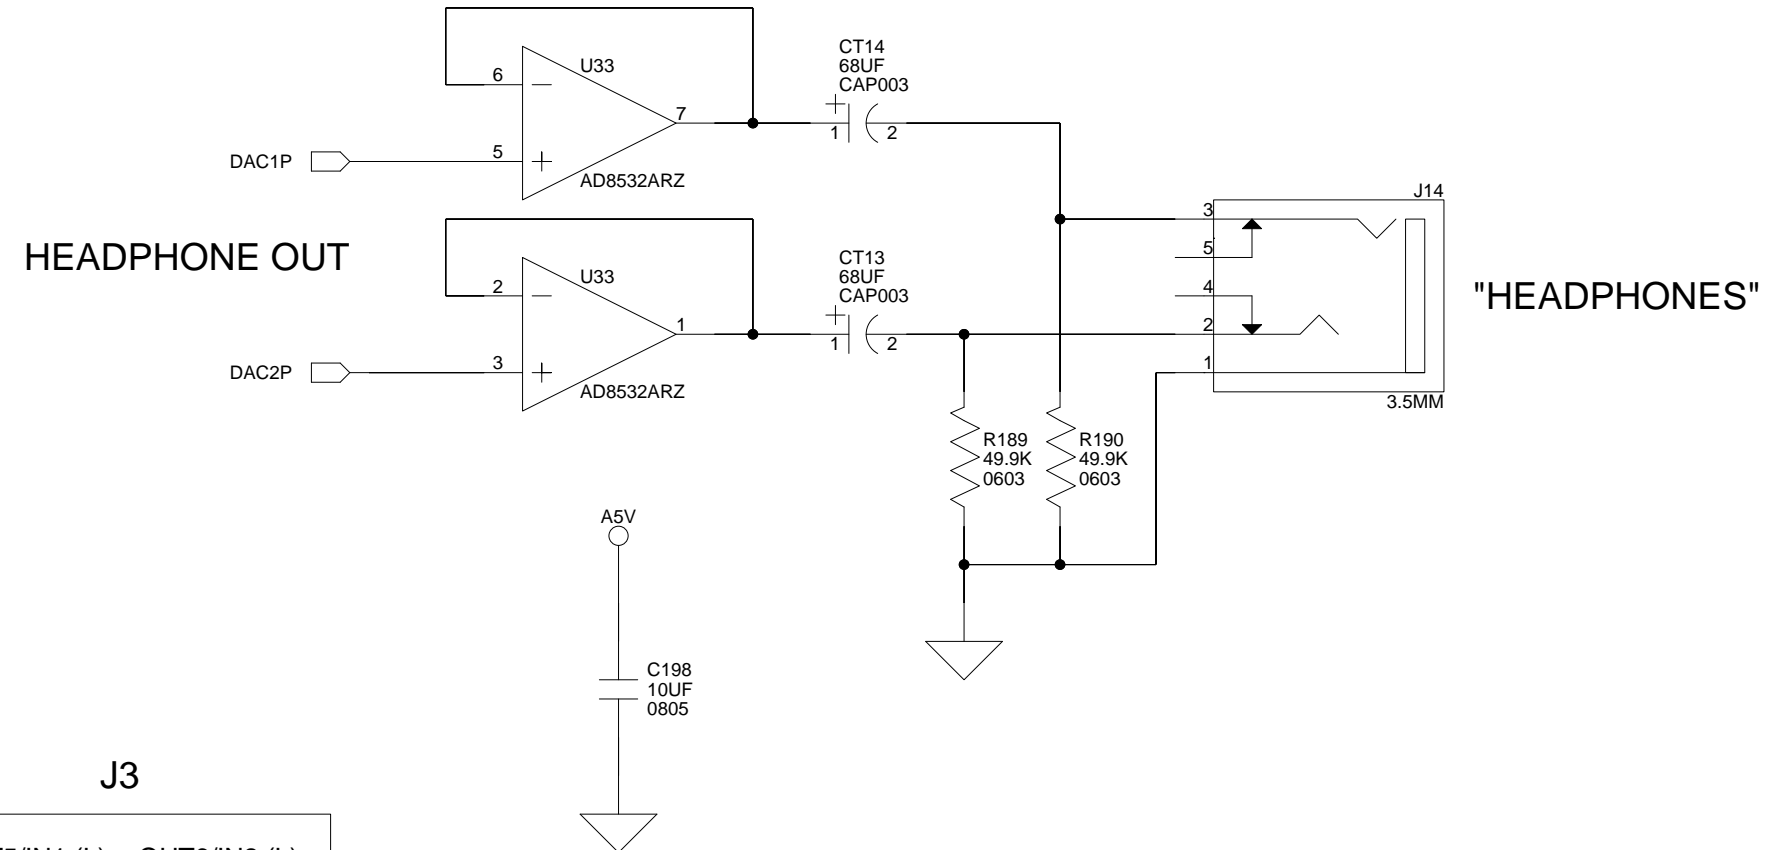 CT14
68UF
CAP003
U33
6
7
+
1
2
DAC1P
5
AD8532ARZ
HEADPHONE OUT
CT13
68UF
CAP003
U33
2
1
+
1
2
DAC2P
3
AD8532ARZ
J14
3
5
4
2
1
3.5MM
"HEADPHONES"
R189
49.9K
0603
R190
49.9K
0603
A5V
C198
10UF
0805
J3